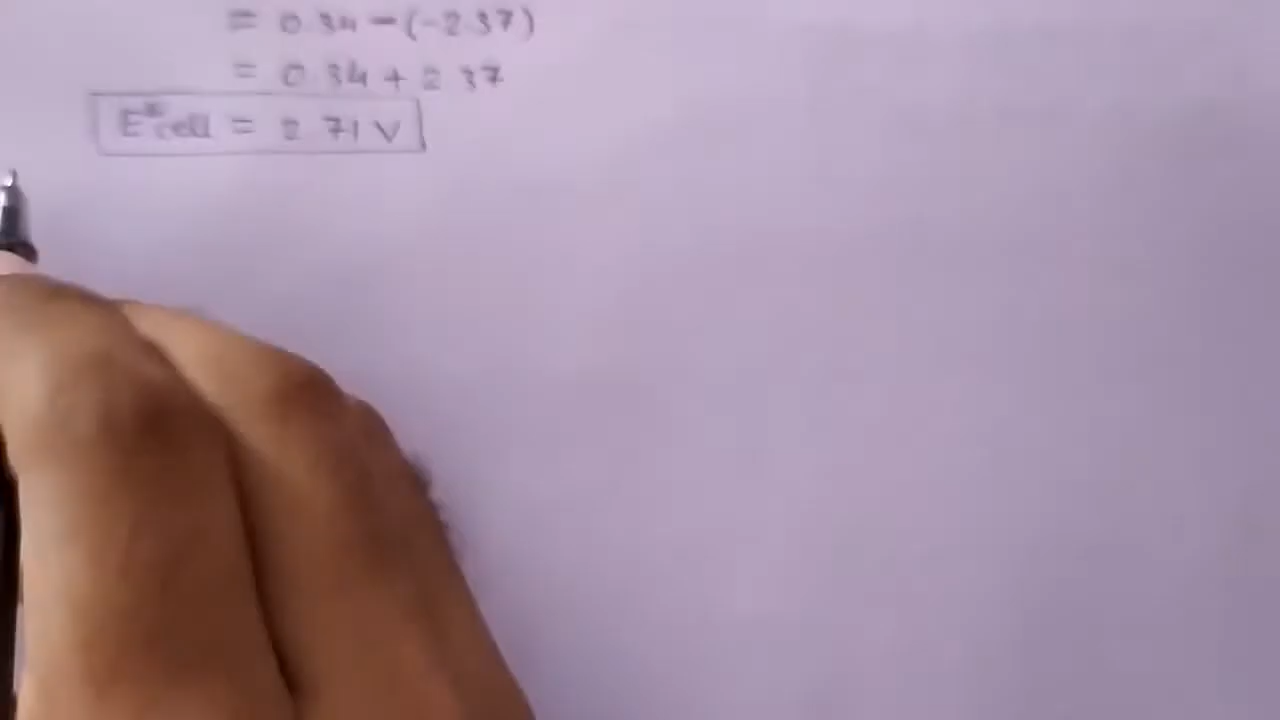 = 0.34 - (-2.37)
= 0.34 + 2.37
E°cell = 2.71 V